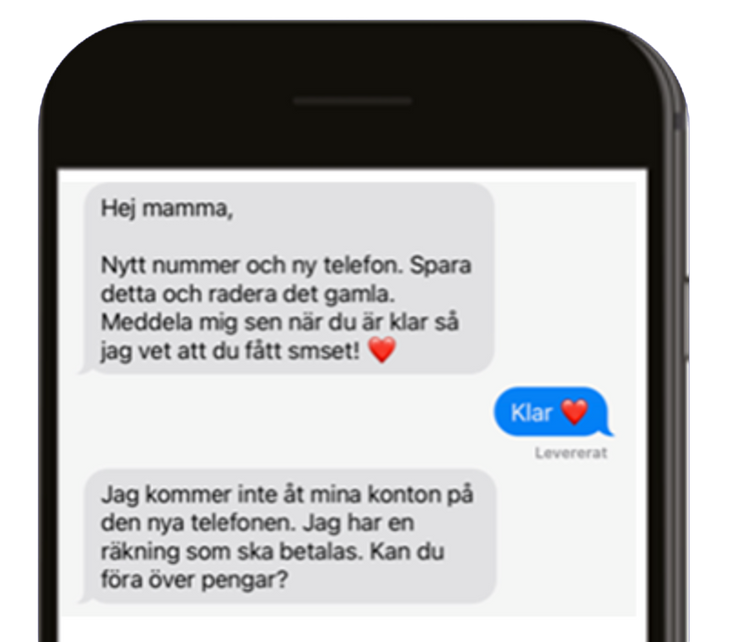 Hej mamma,
Nytt nummer och ny telefon. Spara
detta och radera det gamla.
Meddela mig sen när du är klar så
jag vet att du fått smset! ❤️
Klar ❤️
Levererat
Jag kommer inte åt mina konton på
den nya telefonen. Jag har en
räkning som ska betalas. Kan du
föra över pengar?